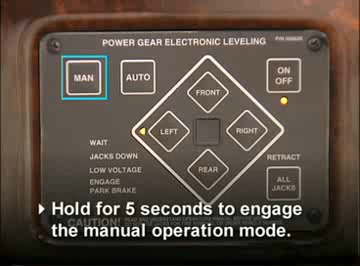 POWER GEAR ELECTRONIC LEVELING
MAN
AUTO
ON
OFF
FRONT
LEFT
RIGHT
REAR
WAIT
JACKS DOWN
LOW VOLTAGE
ENGAGE
PARK BRAKE
RETRACT
ALL
JACKS
CAUTION!
Hold for 5 seconds to engage
the manual operation mode.